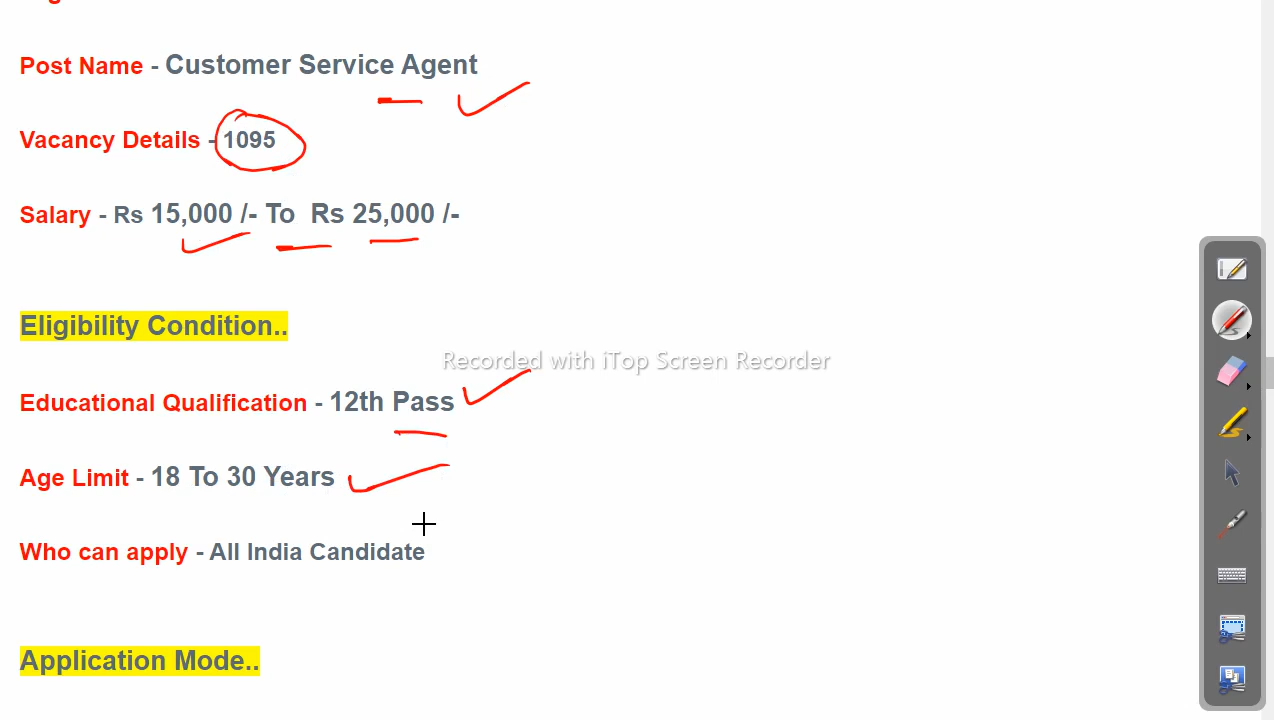 Post Name - Customer Service Agent
Vacancy Details - 1095
Salary - Rs 15,000 /- To Rs 25,000 /-
Eligibility Condition..
Recorded with iTop Screen Recorder
Educational Qualification - 12th Pass
Age Limit - 18 To 30 Years
Who can apply - All India Candidate
Application Mode..